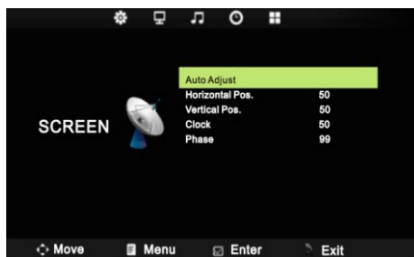 SCREEN
Auto Adjust
Horizontal Pos. 50
Vertical Pos. 50
Clock 50
Phase 99
Move Menu Enter Exit